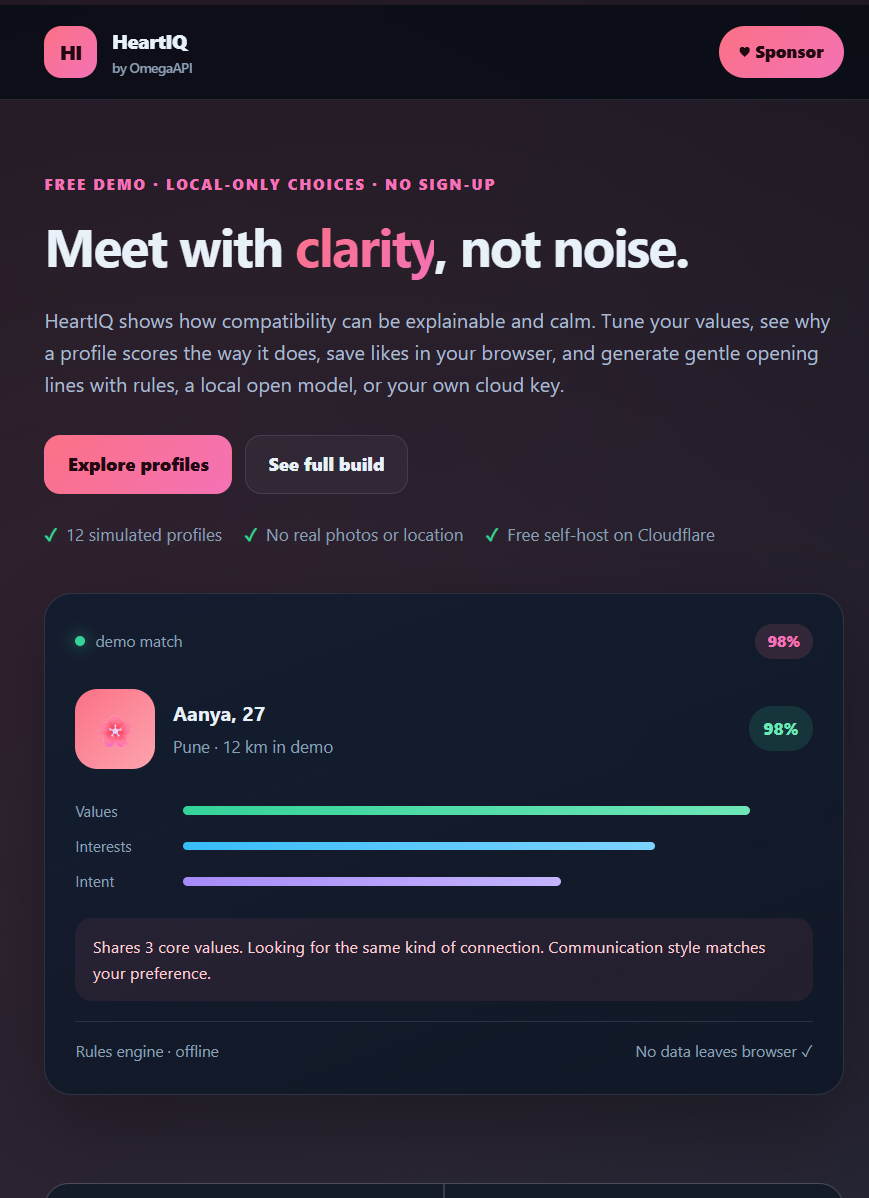 HI
HeartIQ
by OmegaAPI
♥ Sponsor
FREE DEMO · LOCAL-ONLY CHOICES · NO SIGN-UP
Meet with clarity, not noise.
HeartIQ shows how compatibility can be explainable and calm. Tune your values, see why
a profile scores the way it does, save likes in your browser, and generate gentle opening
lines with rules, a local open model, or your own cloud key.
Explore profiles
See full build
✓ 12 simulated profiles
✓ No real photos or location
✓ Free self-host on Cloudflare
demo match
98%
Aanya, 27
Pune · 12 km in demo
98%
Values
Interests
Intent
Shares 3 core values. Looking for the same kind of connection. Communication style matches
your preference.
Rules engine · offline
No data leaves browser ✓